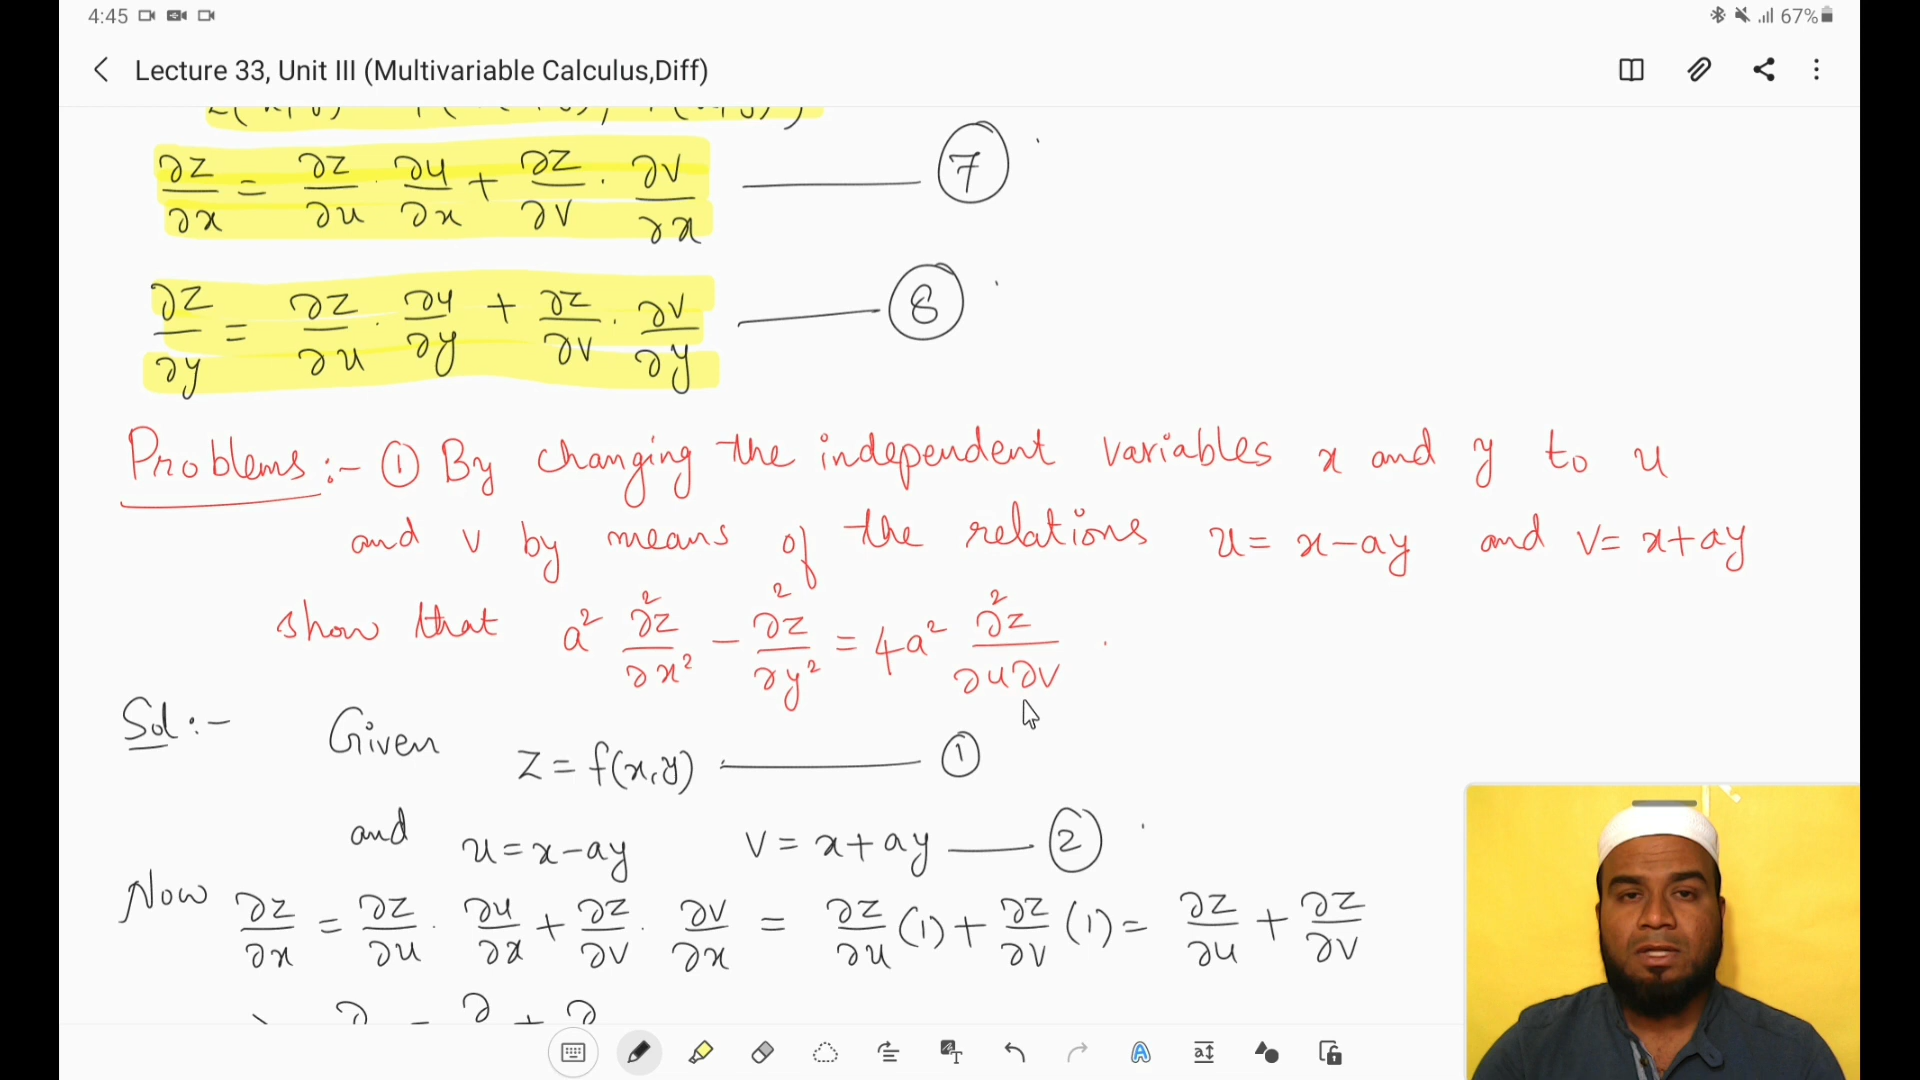 4:45 67%
Lecture 33, Unit III (Multivariable Calculus,Diff)
∂z/∂x = ∂z/∂u · ∂u/∂x + ∂z/∂v · ∂v/∂x —— ⑦
∂z/∂y = ∂z/∂u · ∂u/∂y + ∂z/∂v · ∂v/∂y —— ⑧
Problems:- ① By changing the independent variables x and y to u
and v by means of the relations u= x-ay and v= x+ay
show that a² ∂²z/∂x² - ∂²z/∂y² = 4a² ∂²z/∂u∂v .
Sol:- Given z = f(x,y) —— ①
and u=x-ay v= x+ay —— ②
Now ∂z/∂x = ∂z/∂u · ∂u/∂x + ∂z/∂v · ∂v/∂x = ∂z/∂u (1) + ∂z/∂v (1) = ∂z/∂u + ∂z/∂v